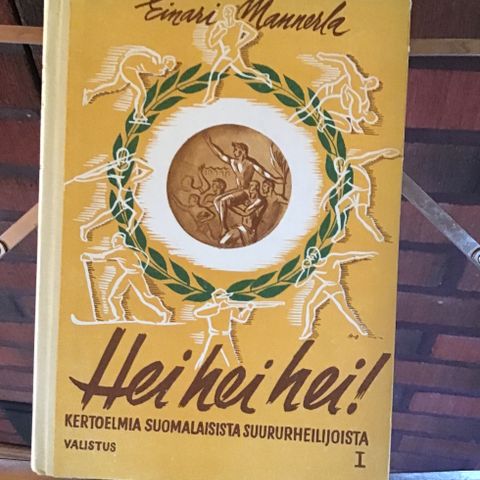 Einari Mannerla
Hei hei hei!
KERTOELMIA SUOMALAISISTA SUURURHEILIJOISTA
VALISTUS
I